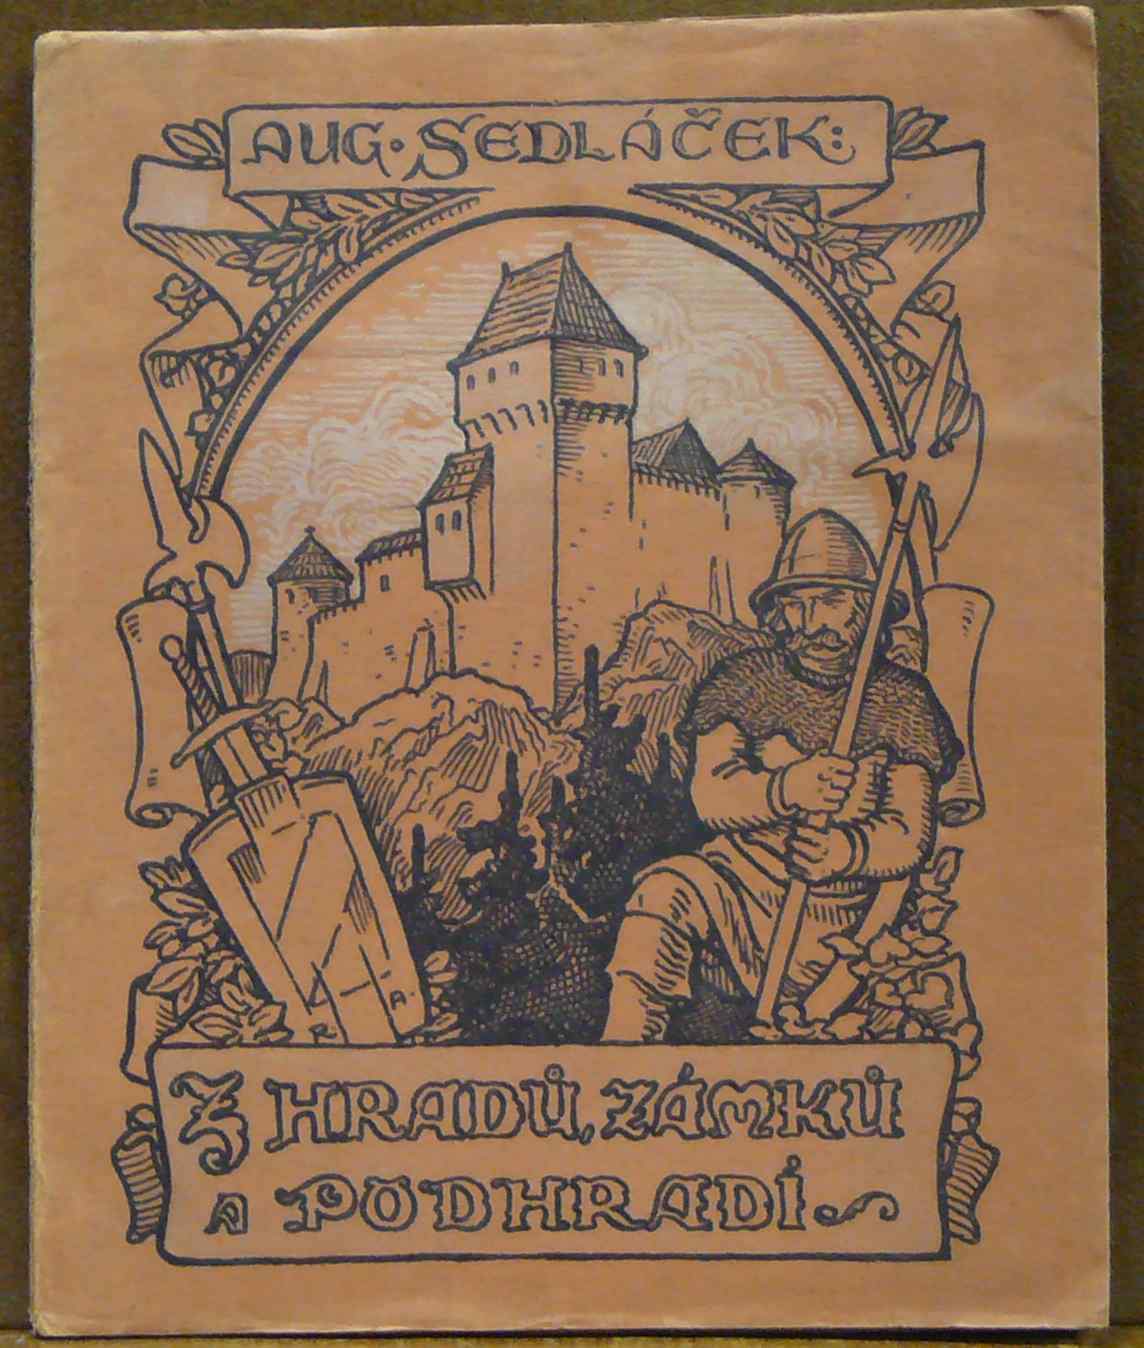 AUG. SEDLÁČEK:
Z HRADŮ, ZÁMKŮ
A PODHRADÍ